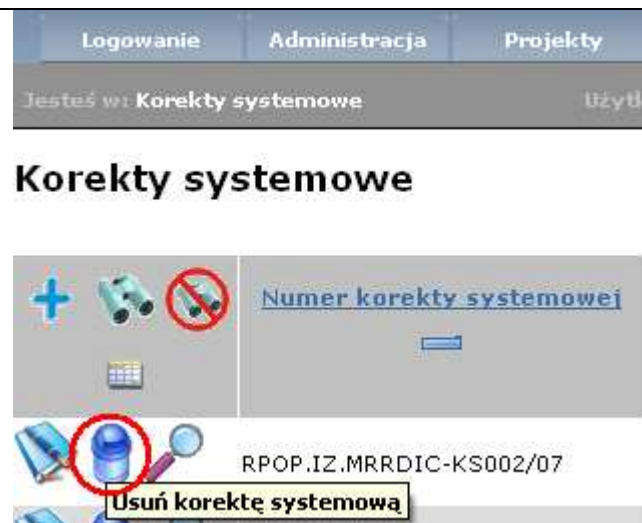 Logowanie Administracja Projekty
Jesteś w: Korekty systemowe
Korekty systemowe
Numer korekty systemowej
RPOP.IZ.MRRDIC-KS002/07
Usuń korektę systemową